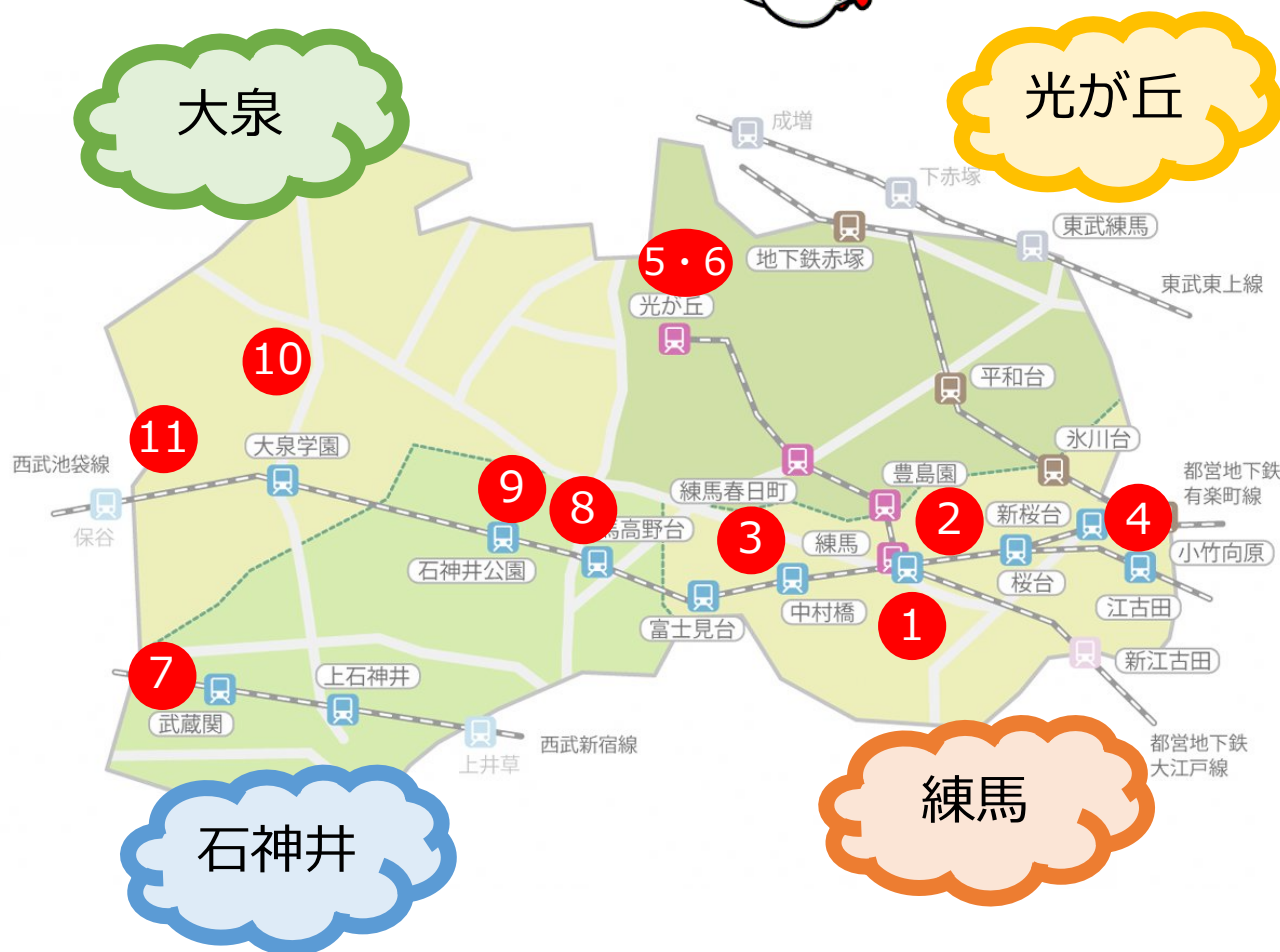 大泉
光が丘
成増
下赤塚
東武練馬
地下鉄赤塚
東武東上線
5・6
光が丘
10
平和台
11
大泉学園
氷川台
西武池袋線
豊島園
都営地下鉄
有楽町線
9
8
練馬春日町
2
新桜台
4
保谷
馬高野台
3
練馬
小竹向原
石神井公園
桜台
江古田
中村橋
富士見台
1
新江古田
7
上石神井
武蔵関
西武新宿線
上井草
都営地下鉄
大江戸線
練馬
石神井